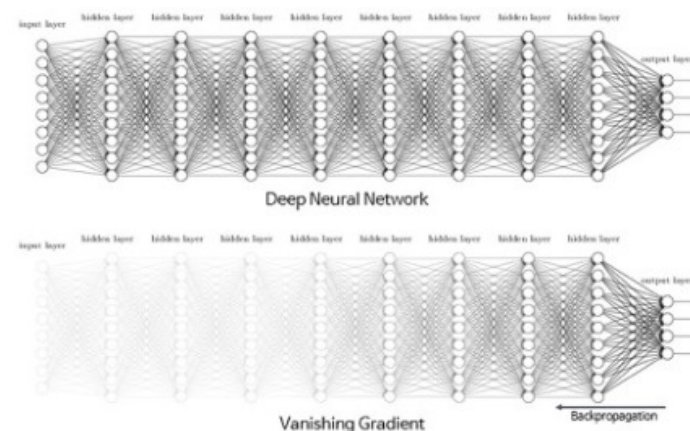 hidden layer hidden layer hidden layer hidden layer hidden layer hidden layer hidden layer hidden layer
input layer
output layer
Deep Neural Network
hidden layer hidden layer hidden layer hidden layer hidden layer hidden layer hidden layer hidden layer
input layer
output layer
Backpropagation
Vanishing Gradient